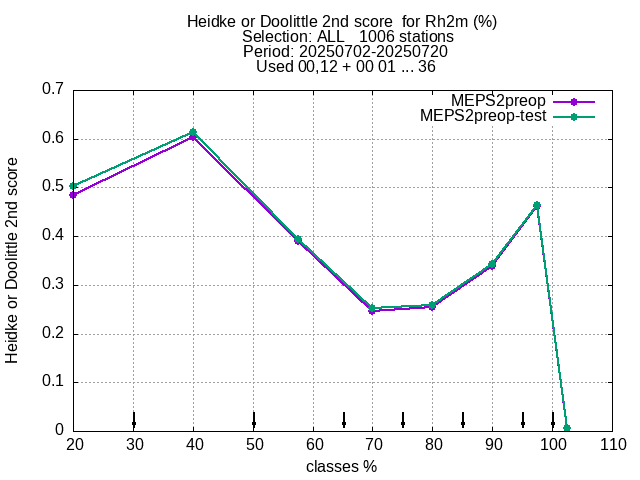 Heidke or Doolittle 2nd score  for Rh2m (%)
Selection: ALL   1006 stations
Period: 20250702-20250720
Used 00,12 + 00 01 ... 36
MEPS2preop
MEPS2preop-test
Heidke or Doolittle 2nd score
0.7
0.6
0.5
0.4
0.3
0.2
0.1
0
20 30 40 50 60 70 80 90 100 110
classes %